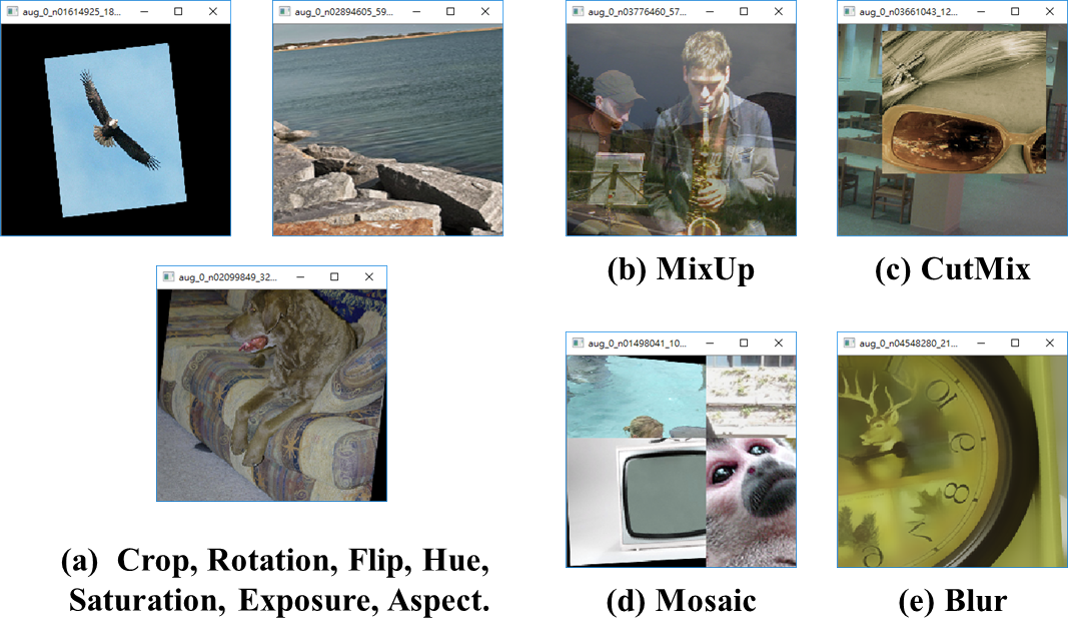 aug_0_n01614925_18...
aug_0_n02894605_59...
aug_0_n03776460_57...
aug_0_n03661043_12...
(b) MixUp
(c) CutMix
aug_0_n02099849_32...
aug_0_n01498041_10...
aug_0_n04548280_21...
(a) Crop, Rotation, Flip, Hue,
Saturation, Exposure, Aspect.
(d) Mosaic
(e) Blur